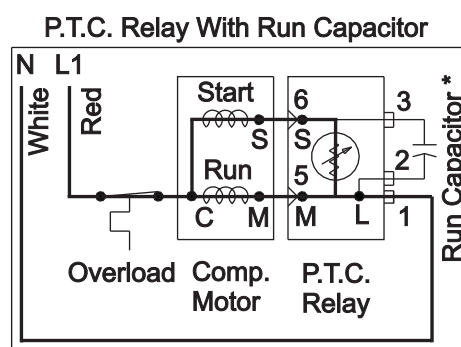 P.T.C. Relay With Run Capacitor
N L1
White
Red
Start
S
6
S
3
Run
C
M
5
M
L
2
1
Run Capacitor *
Overload
Comp.
Motor
P.T.C.
Relay